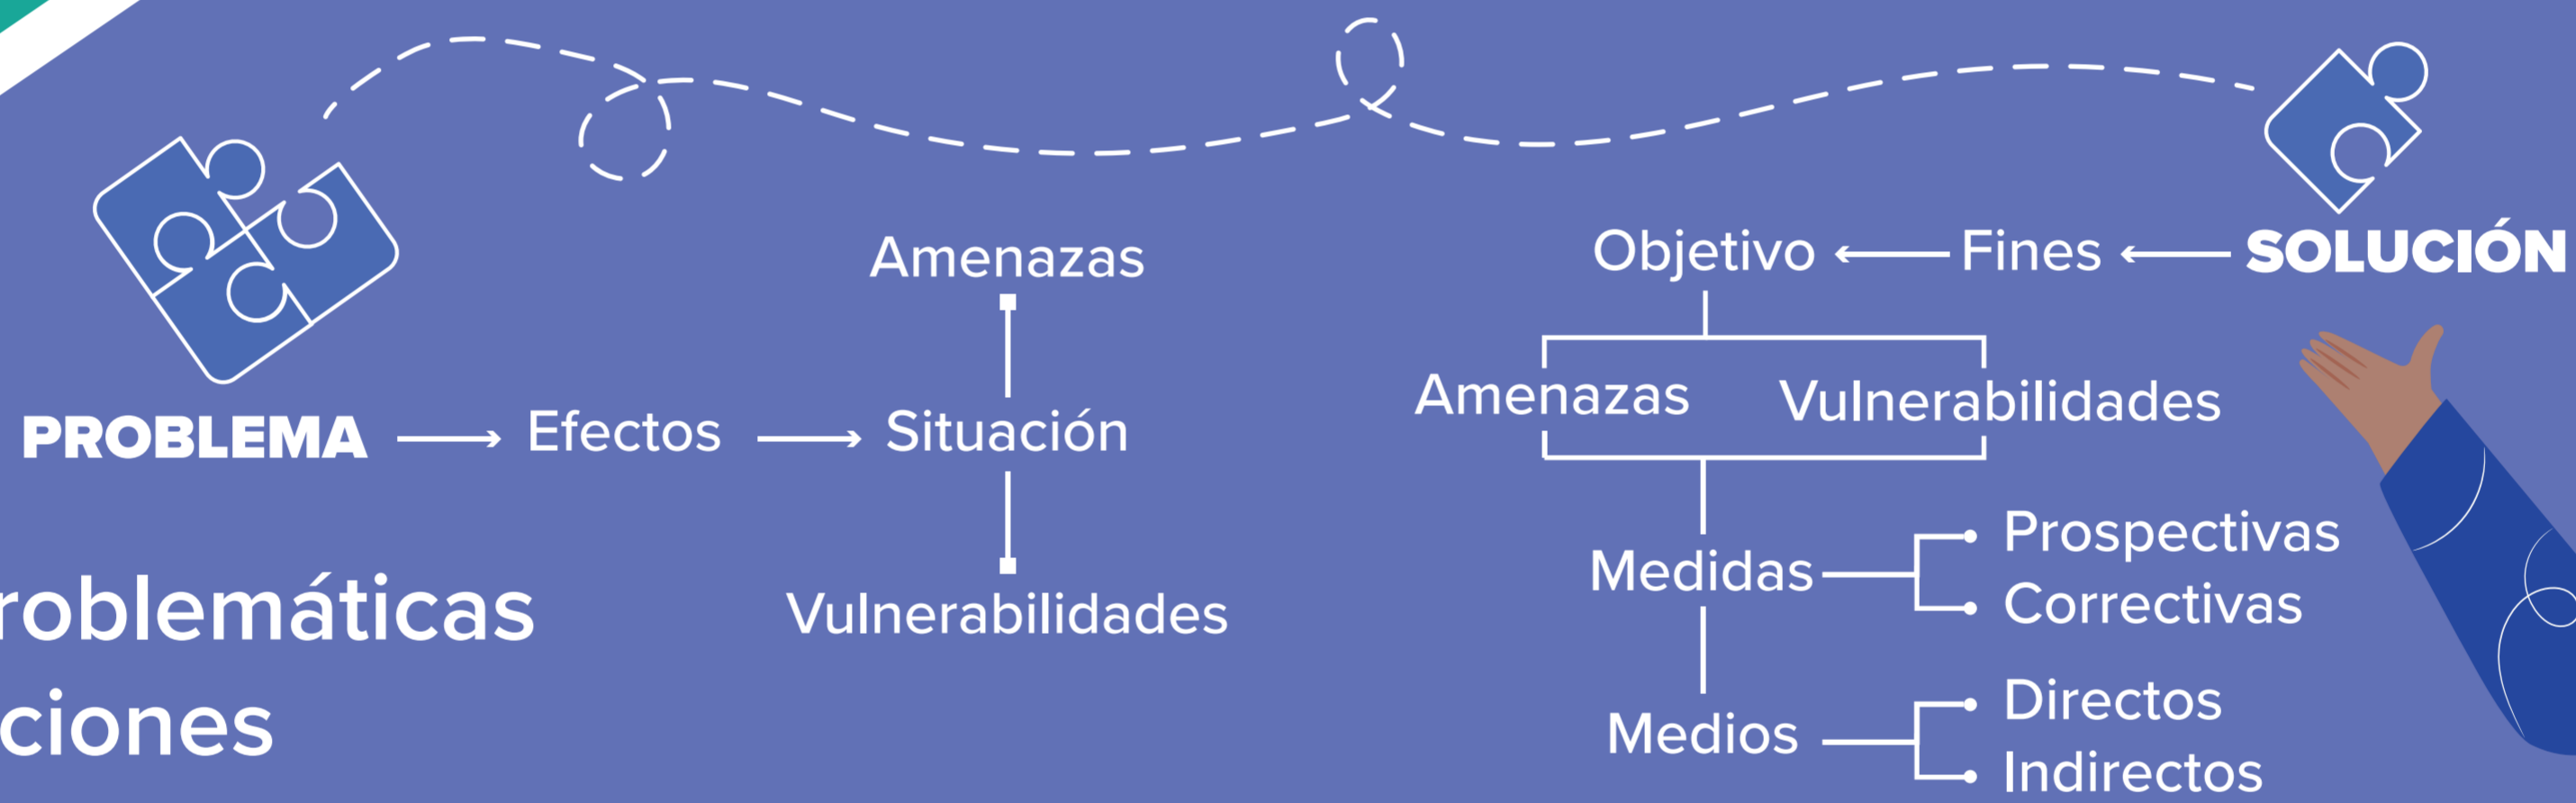 PROBLEMA
Efectos
Situación
Amenazas
Vulnerabilidades
roblemáticas
ciones
SOLUCIÓN
Fines
Objetivo
Amenazas
Vulnerabilidades
Medidas
Prospectivas
Correctivas
Medios
Directos
Indirectos